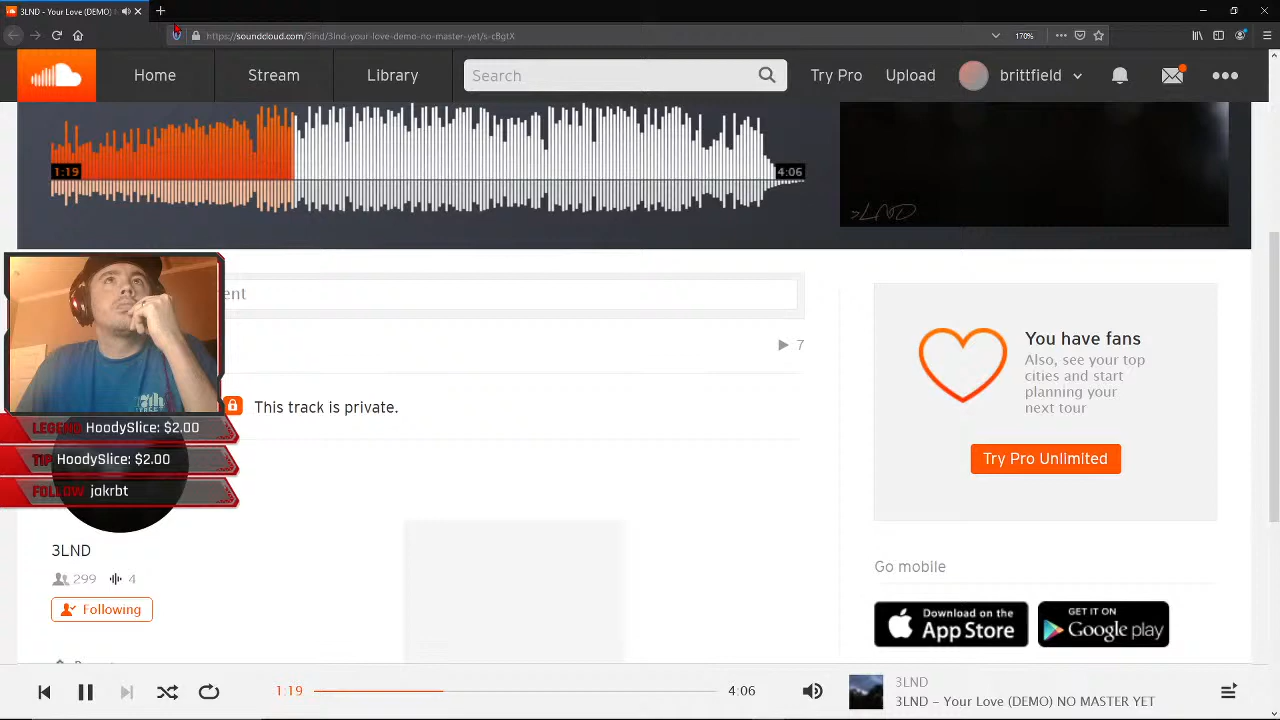 3LND - Your Love (DEMO)
https://soundcloud.com/3lnd/3lnd-your-love-demo-no-master-yet/s-cBgtX
170%
Home
Stream
Library
Search
Try Pro
Upload
brittfield
1:19
4:06
3LND
ent
7
You have fans
Also, see your top
cities and start
planning your
next tour
Try Pro Unlimited
This track is private.
LEGEND HoodySlice: $2.00
TIP HoodySlice: $2.00
FOLLOW jakrbt
3LND
299
4
Following
Go mobile
Download on the
App Store
GET IT ON
Google play
1:19
4:06
3LND
3LND – Your Love (DEMO) NO MASTER YET